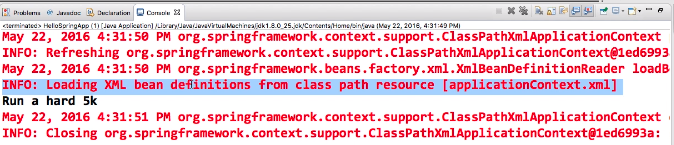 Problems @ Javadoc Declaration Console
<terminated> HelloSpringApp (1) [Java Application] /Library/Java/JavaVirtualMachines/jdk1.8.0_25.jdk/Contents/Home/bin/java (May 22, 2016, 4:31:49 PM)
May 22, 2016 4:31:50 PM org.springframework.context.support.ClassPathXmlApplicationContext
INFO: Refreshing org.springframework.context.support.ClassPathXmlApplicationContext@1ed6993
May 22, 2016 4:31:50 PM org.springframework.beans.factory.xml.XmlBeanDefinitionReader loadB
INFO: Loading XML bean definitions from class path resource [applicationContext.xml]
Run a hard 5k
May 22, 2016 4:31:51 PM org.springframework.context.support.ClassPathXmlApplicationContext
INFO: Closing org.springframework.context.support.ClassPathXmlApplicationContext@1ed6993a: